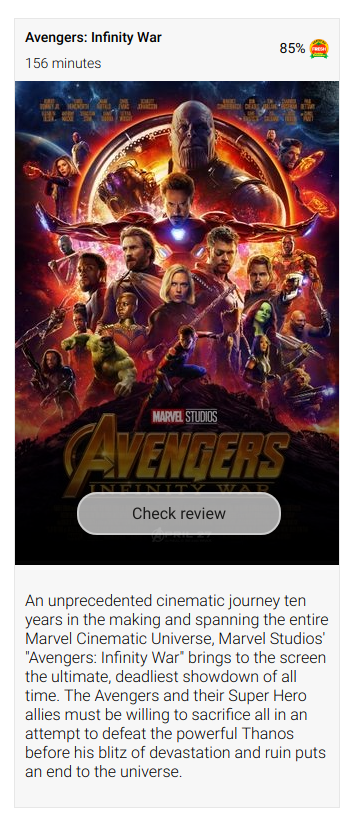 Avengers: Infinity War
85% FRESH
156 minutes
MARVEL STUDIOS
AVENGERS
INFINITY WAR
Check review
An unprecedented cinematic journey ten
years in the making and spanning the entire
Marvel Cinematic Universe, Marvel Studios'
"Avengers: Infinity War" brings to the screen
the ultimate, deadliest showdown of all
time. The Avengers and their Super Hero
allies must be willing to sacrifice all in an
attempt to defeat the powerful Thanos
before his blitz of devastation and ruin puts
an end to the universe.